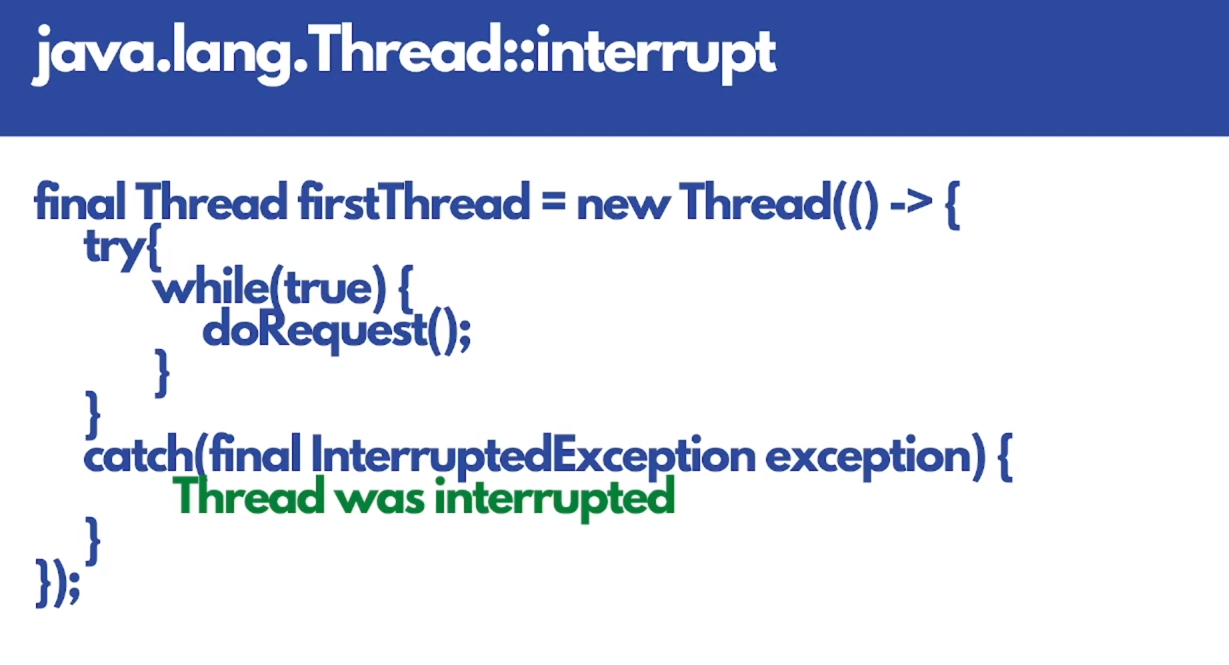 java.lang.Thread::interrupt
final Thread firstThread = new Thread(() -> {
try{
while(true) {
doRequest();
}
}
catch(final InterruptedException exception) {
Thread was interrupted
}
});